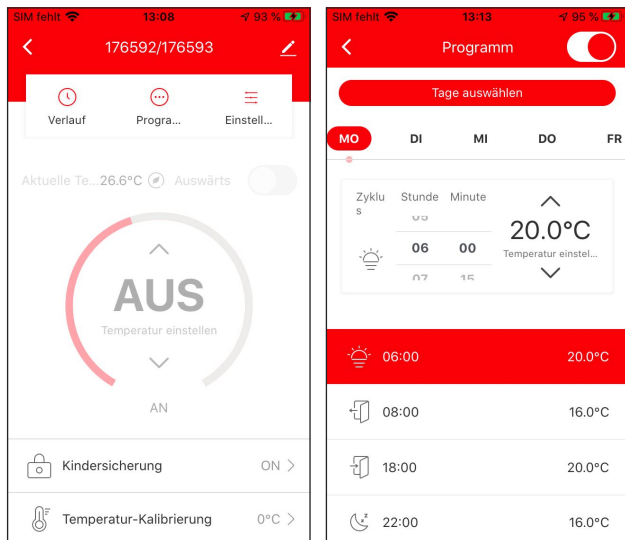 SIM fehlt 13:08 93 %
176592/176593
Verlauf Progra... Einstell...
Aktuelle Te...26.6°C Auswärts
AUS
Temperatur einstellen
AN
Kindersicherung ON
Temperatur-Kalibrierung 0°C
SIM fehlt 13:13 95 %
Programm
Tage auswählen
MO DI MI DO FR
Zyklu
s
Stunde Minute
05
06 00
07 15
20.0°C
Temperatur einstel...
06:00 20.0°C
08:00 16.0°C
18:00 20.0°C
22:00 16.0°C